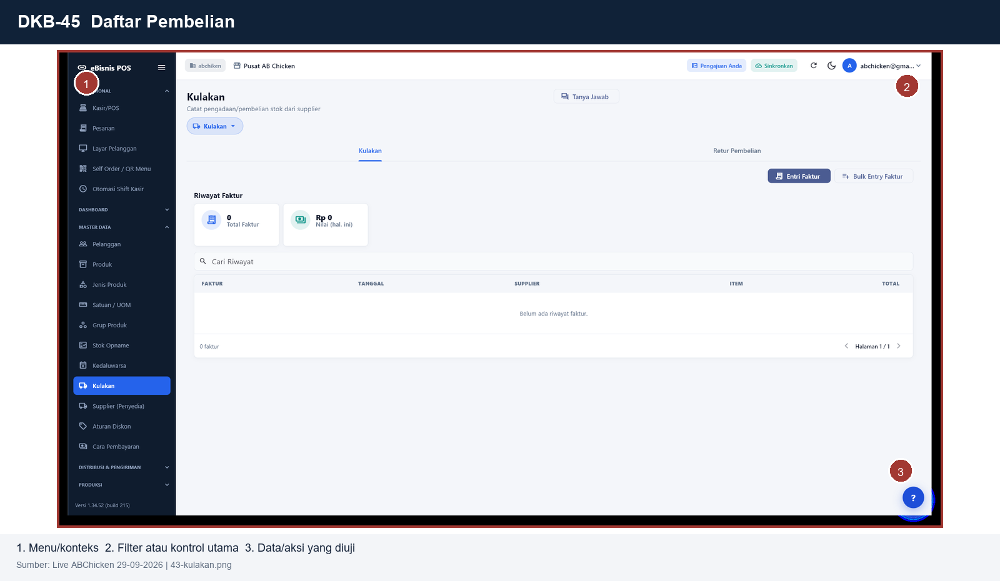 DKB-45  Daftar Pembelian
eBisnis POS
1
IONAL
Kasir/POS
Pesanan
Layar Pelanggan
Self Order / QR Menu
Otomasi Shift Kasir
DASHBOARD
MASTER DATA
Pelanggan
Produk
Jenis Produk
Satuan / UOM
Grup Produk
Stok Opname
Kedaluwarsa
Kulakan
Supplier (Penyedia)
Aturan Diskon
Cara Pembayaran
DISTRIBUSI & PENGIRIMAN
PRODUKSI
Versi 1.34.52 (build 215)
abchiken Pusat AB Chicken Pengajuan Anda Sinkronkan A abchicken@gma...
2
Kulakan
Tanya Jawab
Catat pengadaan/pembelian stok dari supplier
Kulakan
Kulakan Retur Pembelian
Entri Faktur Bulk Entry Faktur
Riwayat Faktur
0
Total Faktur
Rp 0
Nilai (hal. ini)
Cari Riwayat
FAKTUR TANGGAL SUPPLIER ITEM TOTAL
Belum ada riwayat faktur.
0 faktur Halaman 1 / 1
3
?
1. Menu/konteks  2. Filter atau kontrol utama  3. Data/aksi yang diuji
Sumber: Live ABChicken 29-09-2026 | 43-kulakan.png